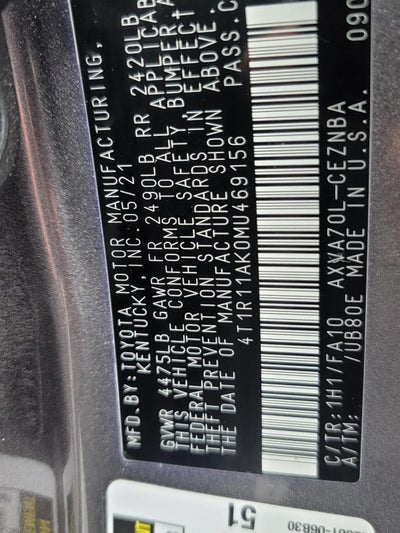 MFD.BY:TOYOTA MOTOR MANUFACTURING,
KENTUCKY, INC. 05/21
GVWR 4475LB GAWR FR 2490LB RR 2420LB
THIS VEHICLE CONFORMS TO ALL APPLICAB
FEDERAL MOTOR VEHICLE SAFETY, BUMPER, A
THEFT PREVENTION STANDARDS IN EFFECT
THE DATE OF MANUFACTURE SHOWN ABOVE
4T1R11AK0MU469156 PASS.C
C/TR: 1H1/FA10 AXVA70L-CEZNBA
A/TM: /UB80E MADE IN U.S.A. 090
51